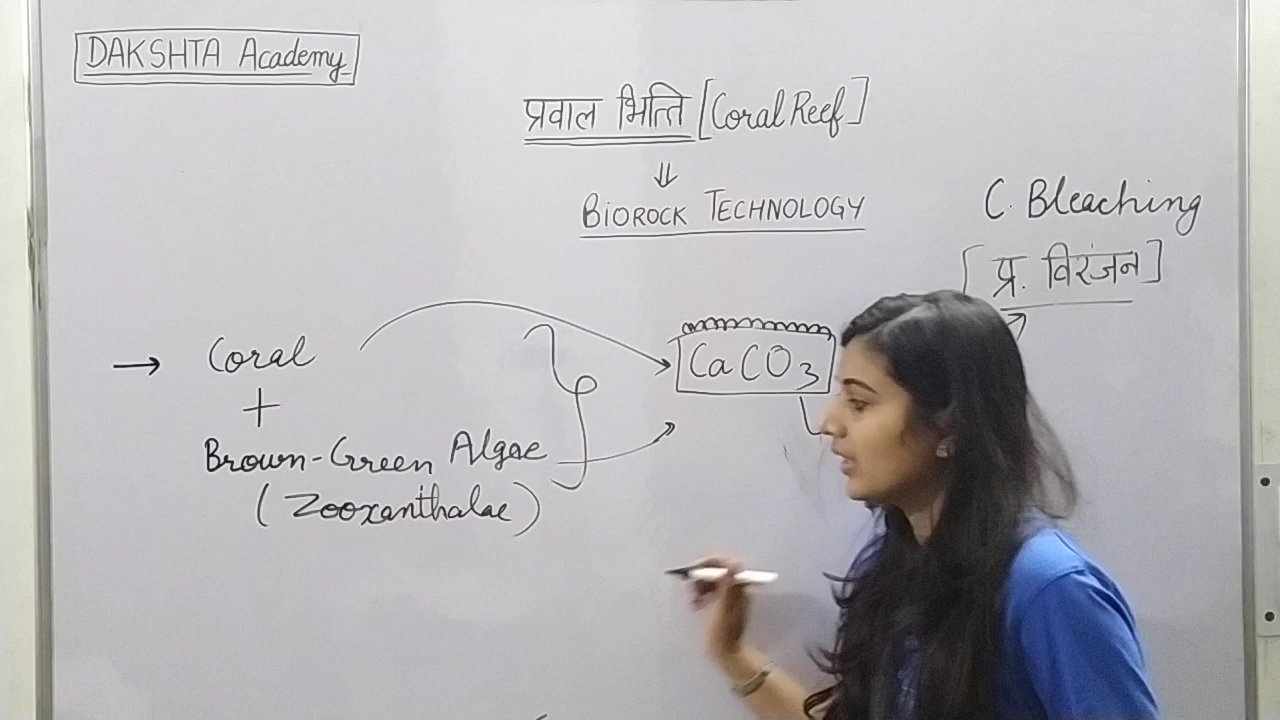 DAKSHTA Academy
प्रवाल भित्ति [Coral Reef]
⇓
BIOROCK TECHNOLOGY
C. Bleaching
[प्र. विरंजन]
→ Coral
CaCO3
+
Brown-Green Algae
(Zooxanthalae)